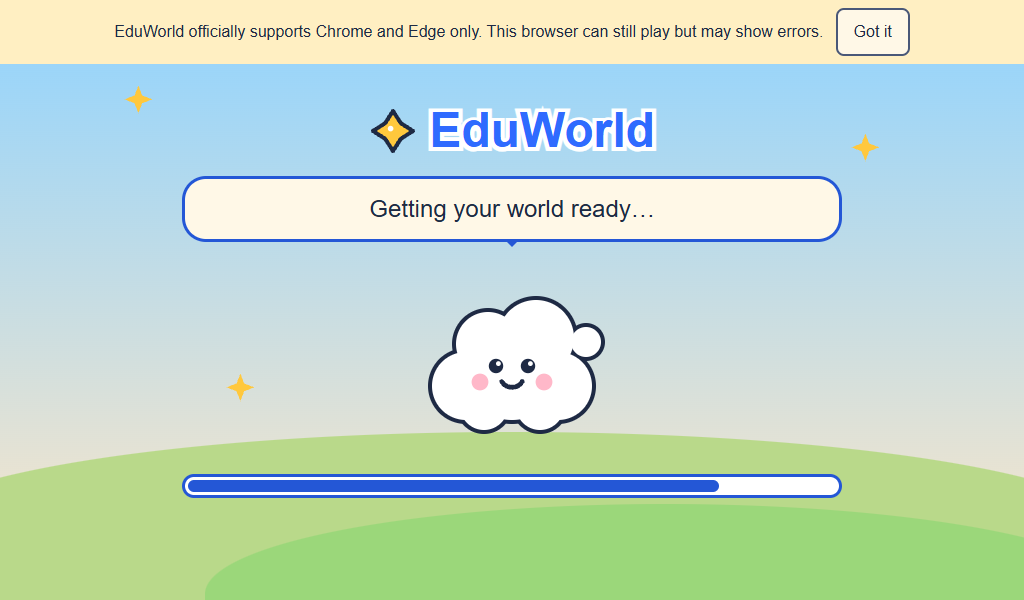 EduWorld officially supports Chrome and Edge only. This browser can still play but may show errors.
Got it
EduWorld
Getting your world ready…